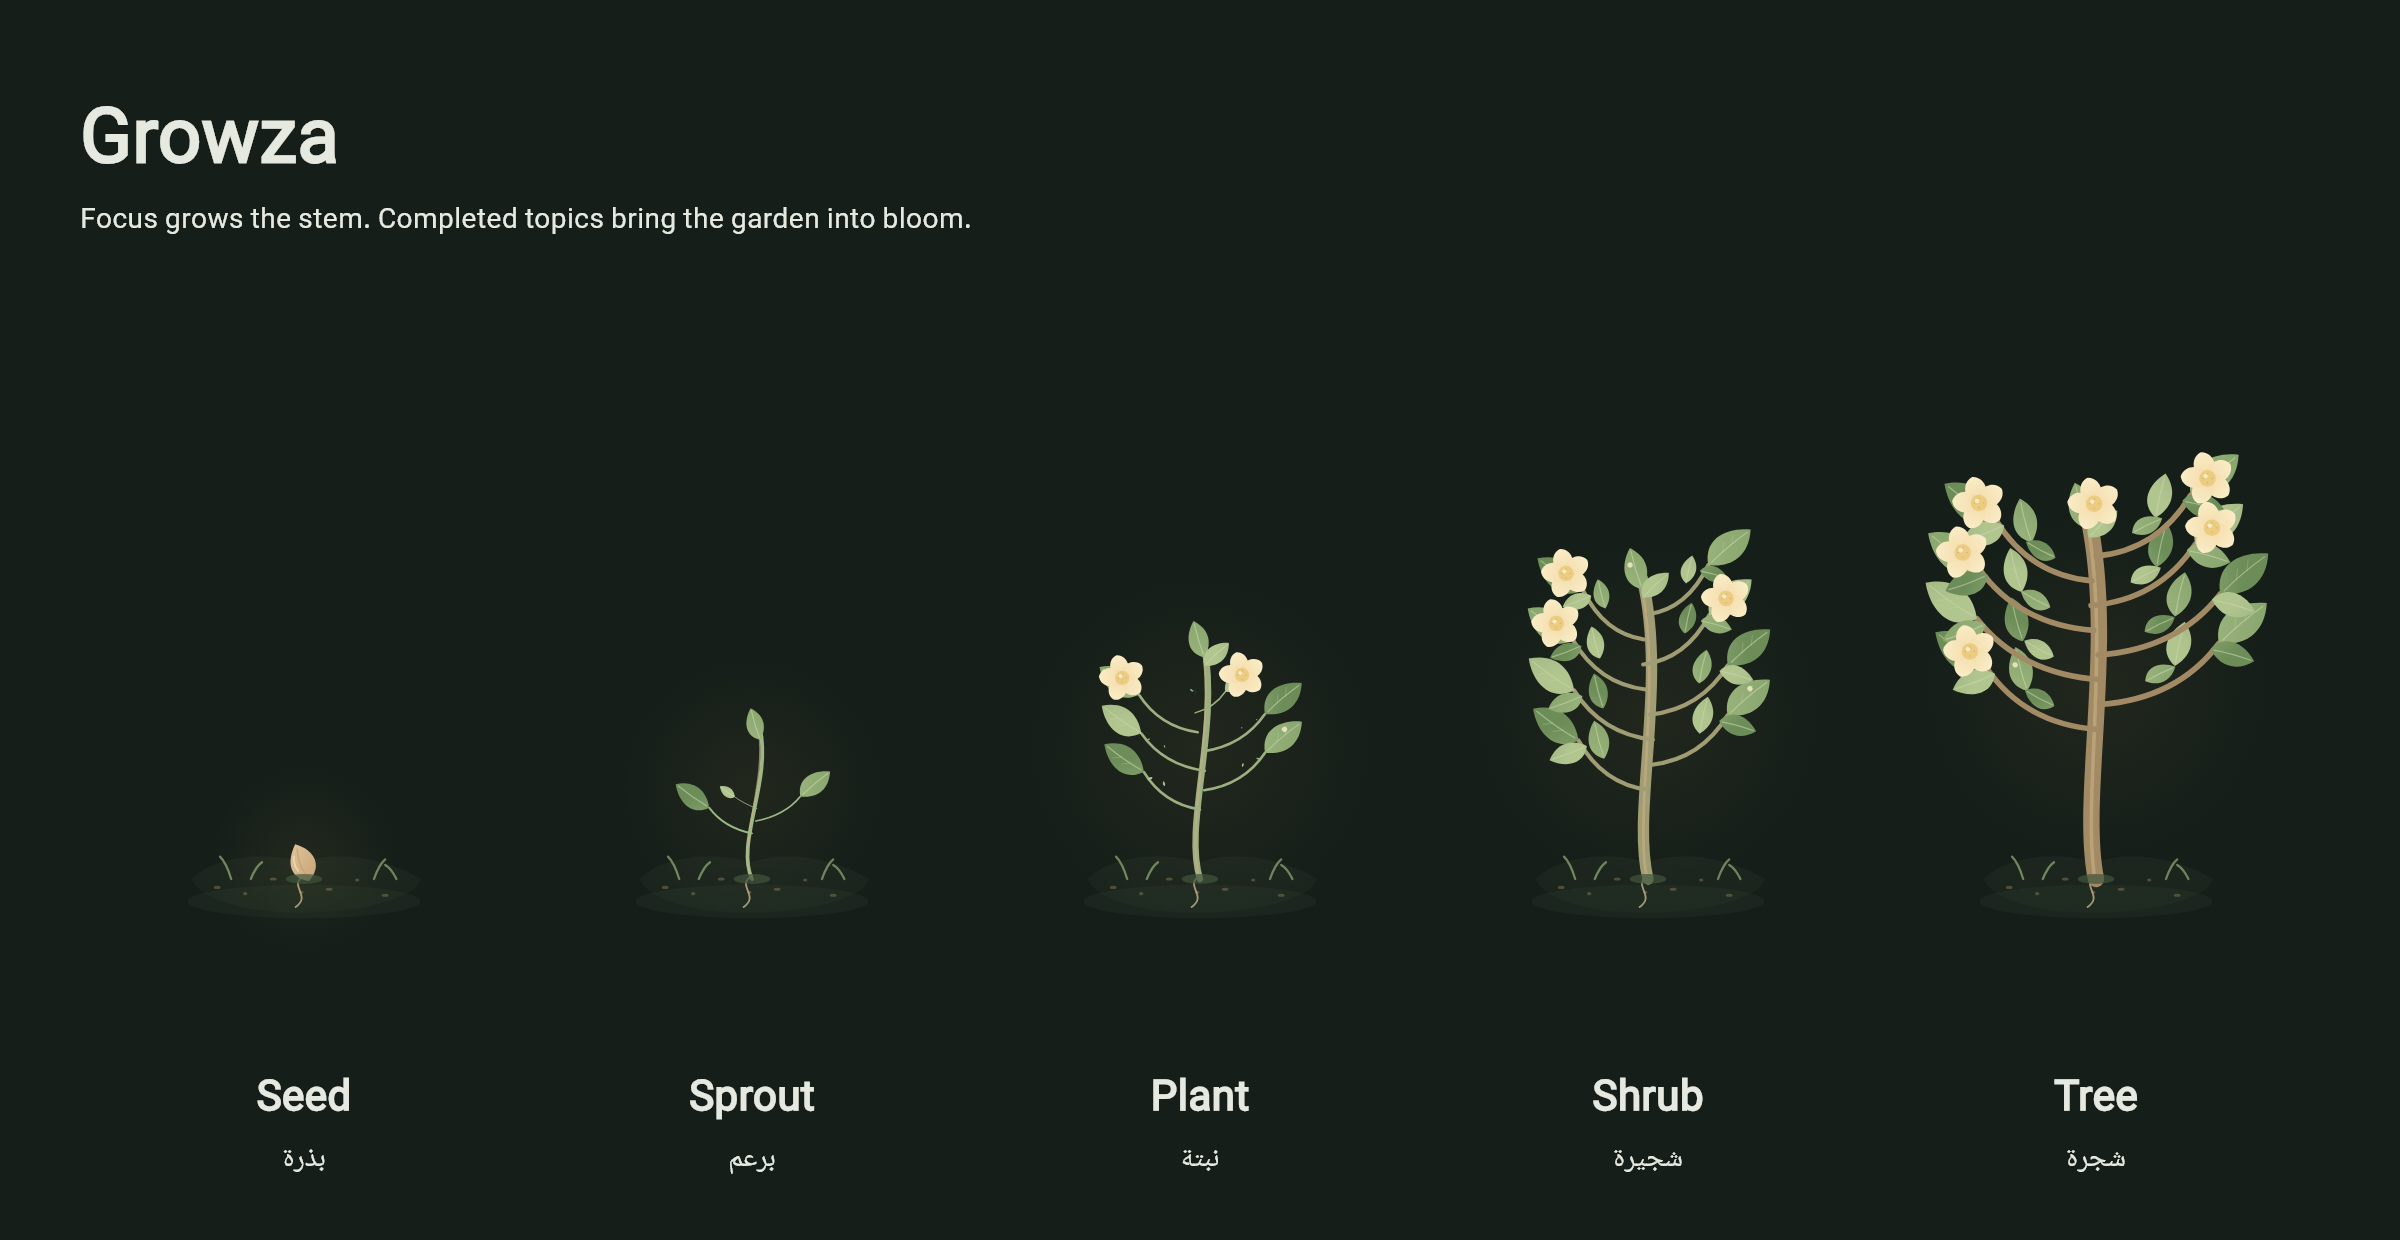 Growza
Focus grows the stem. Completed topics bring the garden into bloom.
Seed
بذرة
Sprout
برعم
Plant
نبتة
Shrub
شجيرة
Tree
شجرة